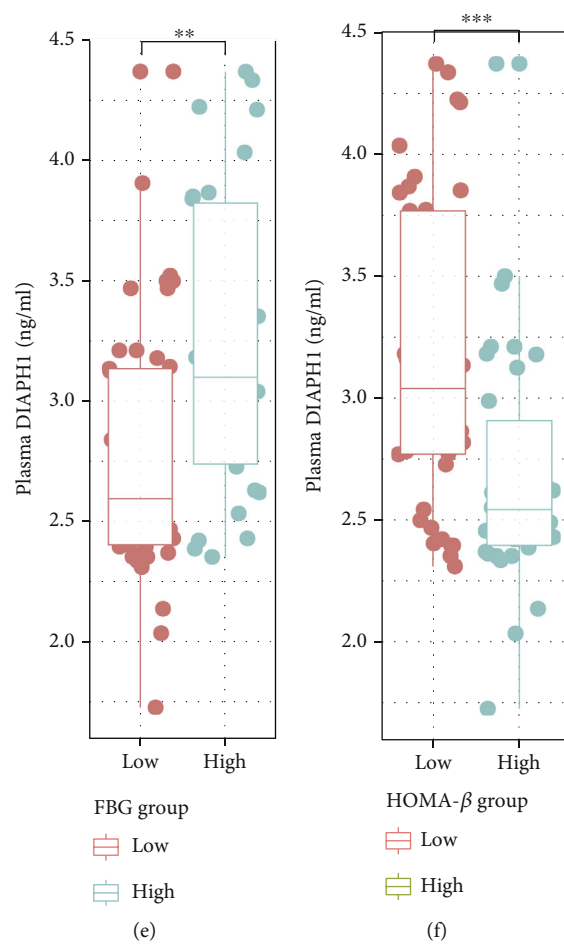 **
4.5
4.0
3.5
3.0
2.5
2.0
Plasma DIAPH1 (ng/ml)
Low High
FBG group
Low
High
(e)
***
4.5
4.0
3.5
3.0
2.5
2.0
Plasma DIAPH1 (ng/ml)
Low High
HOMA-β group
Low
High
(f)